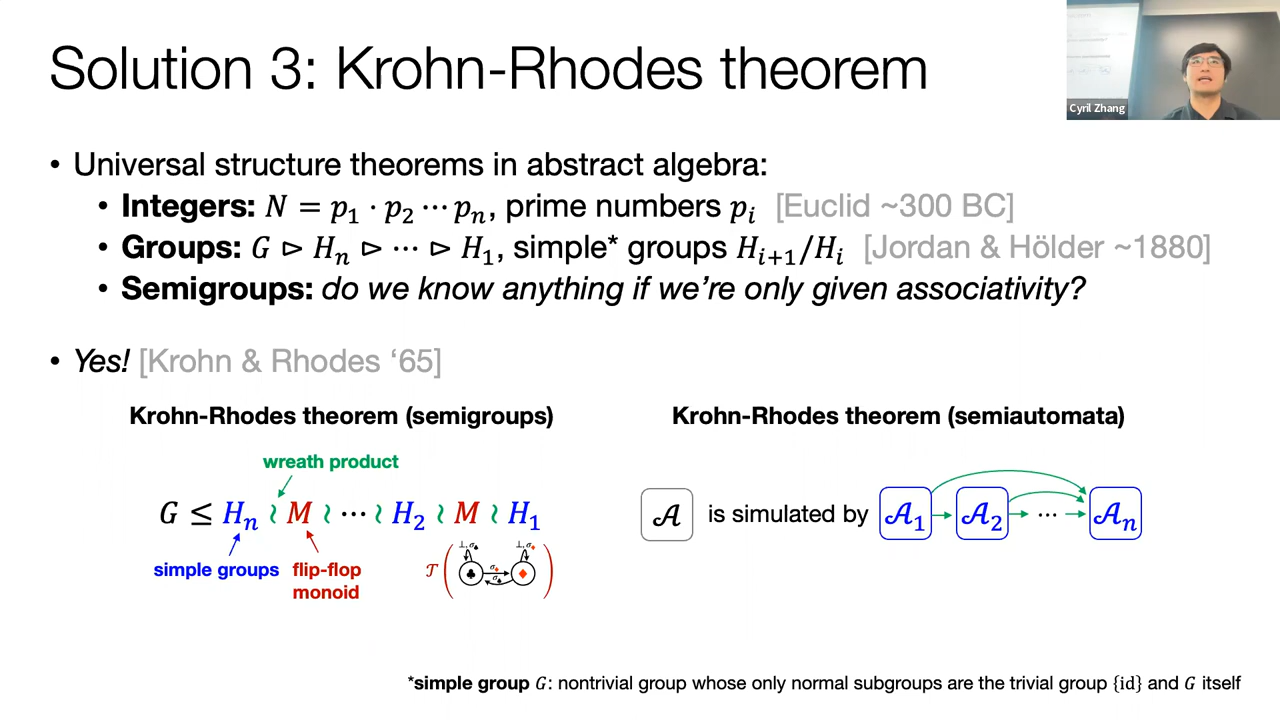 Solution 3: Krohn-Rhodes theorem
Cyril Zhang
• Universal structure theorems in abstract algebra:
• Integers: N = p₁ · p₂ ⋯ pₙ, prime numbers pᵢ [Euclid ~300 BC]
• Groups: G ⊳ Hₙ ⊳ ⋯ ⊳ H₁, simple* groups Hᵢ₊₁/Hᵢ [Jordan & Hölder ~1880]
• Semigroups: do we know anything if we're only given associativity?
• Yes! [Krohn & Rhodes ‘65]
Krohn-Rhodes theorem (semigroups)
wreath product
G ≤ Hₙ ≀ M ≀ ⋯ ≀ H₂ ≀ M ≀ H₁
simple groups
flip-flop
monoid
𝒯 ( ⊥, σ♣ ♣ σ♦ σ♣ ⊥, σ♦ ♦ )
Krohn-Rhodes theorem (semiautomata)
𝒜 is simulated by 𝒜₁ → 𝒜₂ → ⋯ → 𝒜ₙ
*simple group G: nontrivial group whose only normal subgroups are the trivial group {id} and G itself